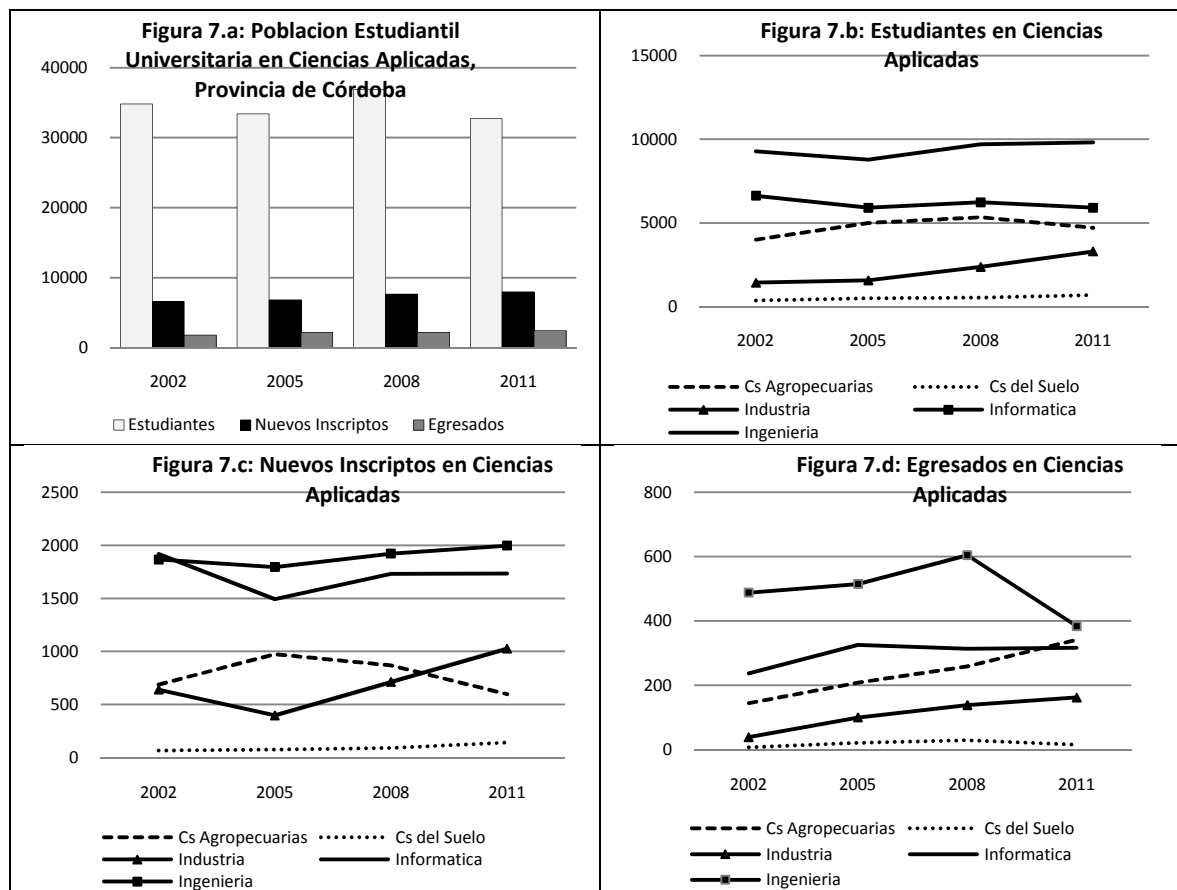 Figura 7.a: Poblacion Estudiantil
Universitaria en Ciencias Aplicadas,
Provincia de Córdoba
40000
30000
20000
10000
0
2002 2005 2008 2011
Estudiantes Nuevos Inscriptos Egresados
Figura 7.b: Estudiantes en Ciencias
Aplicadas
15000
10000
5000
0
2002 2005 2008 2011
Cs Agropecuarias Cs del Suelo
Industria Informatica
Ingenieria
Figura 7.c: Nuevos Inscriptos en Ciencias
Aplicadas
2500
2000
1500
1000
500
0
2002 2005 2008 2011
Cs Agropecuarias Cs del Suelo
Industria Informatica
Ingenieria
Figura 7.d: Egresados en Ciencias
Aplicadas
800
600
400
200
0
2002 2005 2008 2011
Cs Agropecuarias Cs del Suelo
Industria Informatica
Ingenieria